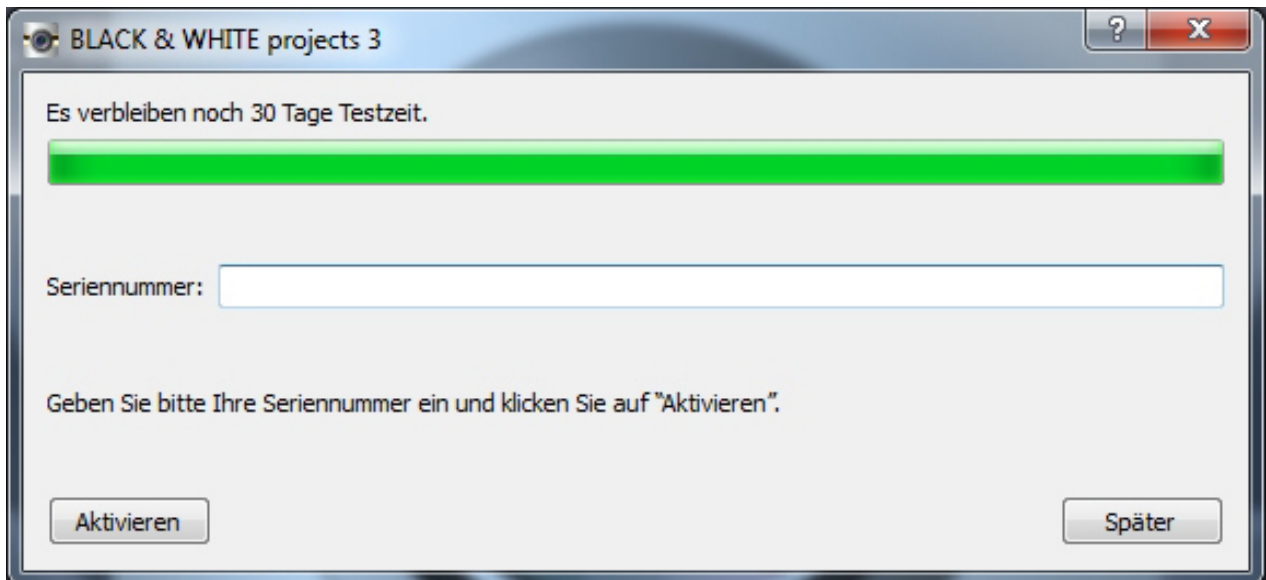 BLACK & WHITE projects 3
?
X
Es verbleiben noch 30 Tage Testzeit.
Seriennummer:
Geben Sie bitte Ihre Seriennummer ein und klicken Sie auf “Aktivieren”.
Aktivieren
Später